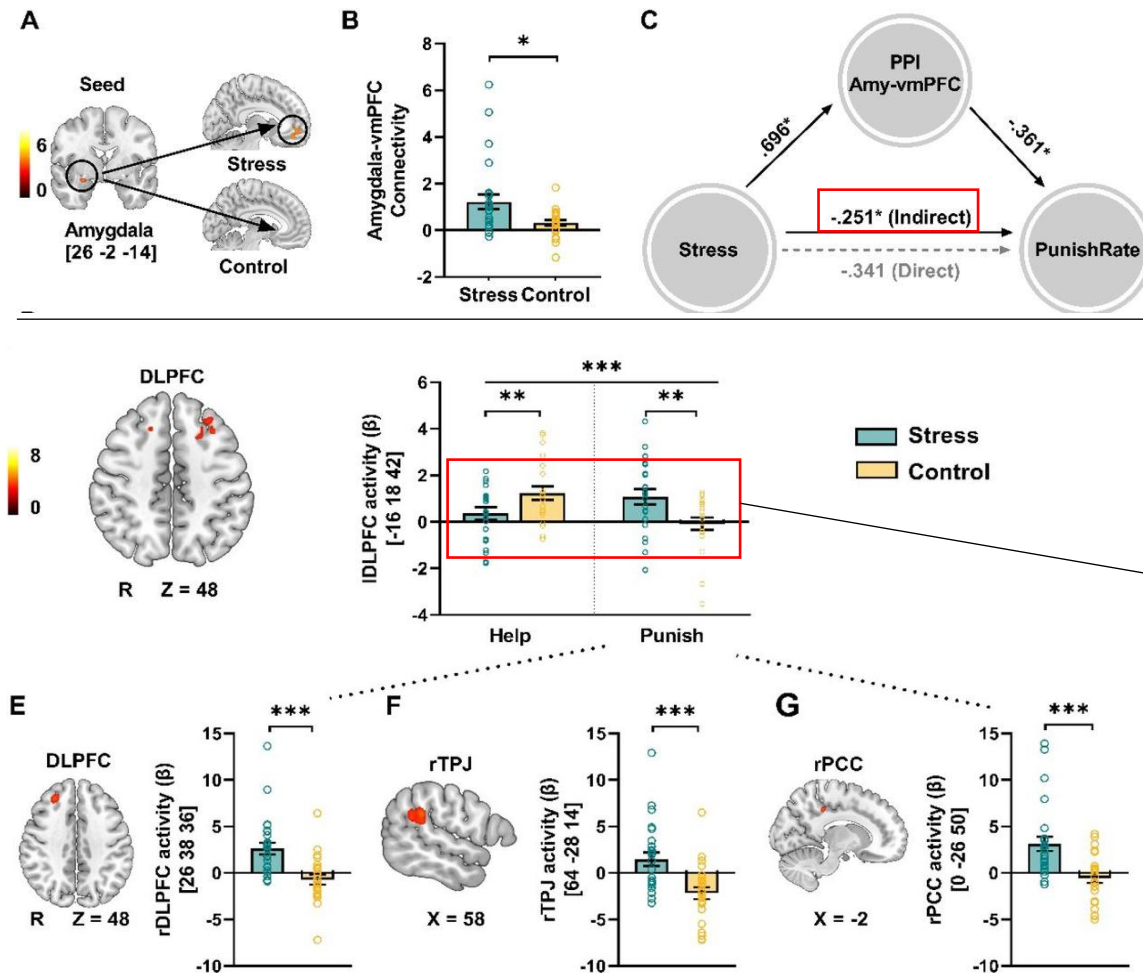 A
Seed
6
0
Amygdala
[26 -2 -14]
Stress
Control
B
*
Amygdala-vmPFC
Connectivity
8
6
4
2
0
-2
Stress Control
C
PPI
Amy-vmPFC
.696*
-.361*
-.251* (Indirect)
-.341 (Direct)
Stress
PunishRate
DLPFC
8
0
R Z = 48
lDLPFC activity (β)
[-16 18 42]
6
4
2
0
-2
-4
***
**
**
Help
Punish
Stress
Control
E
DLPFC
R Z = 48
rDLPFC activity (β)
[26 38 36]
15
10
5
0
-5
-10
***
F
rTPJ
X = 58
rTPJ activity (β)
[64 -28 14]
15
10
5
0
-5
-10
***
G
rPCC
X = -2
rPCC activity (β)
[0 -26 50]
15
10
5
0
-5
-10
***